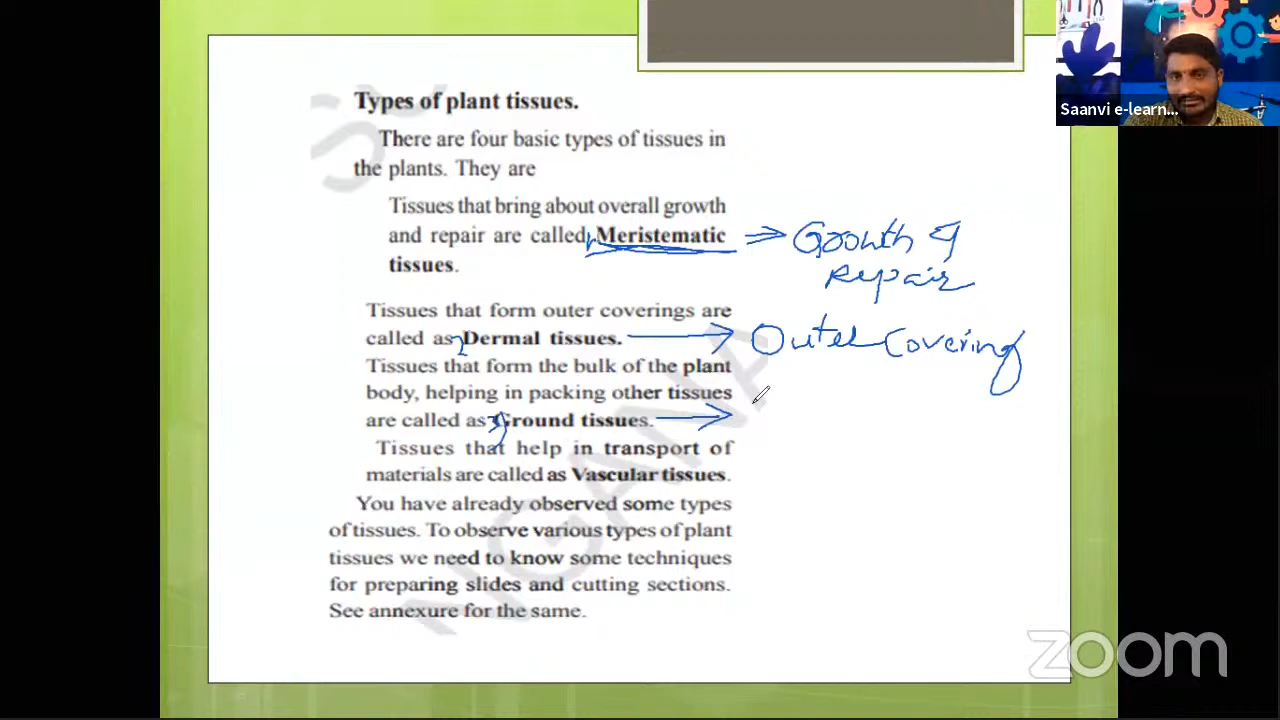 Saanvi e-learn...
Types of plant tissues.
There are four basic types of tissues in
the plants. They are
Tissues that bring about overall growth
and repair are called 1 Meristematic ⇒ Growth &
tissues. repair
Tissues that form outer coverings are
called as 2 Dermal tissues. → Outer Covering
Tissues that form the bulk of the plant
body, helping in packing other tissues
are called as 3) Ground tissues. →
Tissues that help in transport of
materials are called as Vascular tissues.
You have already observed some types
of tissues. To observe various types of plant
tissues we need to know some techniques
for preparing slides and cutting sections.
See annexure for the same.
NGANA
zoom